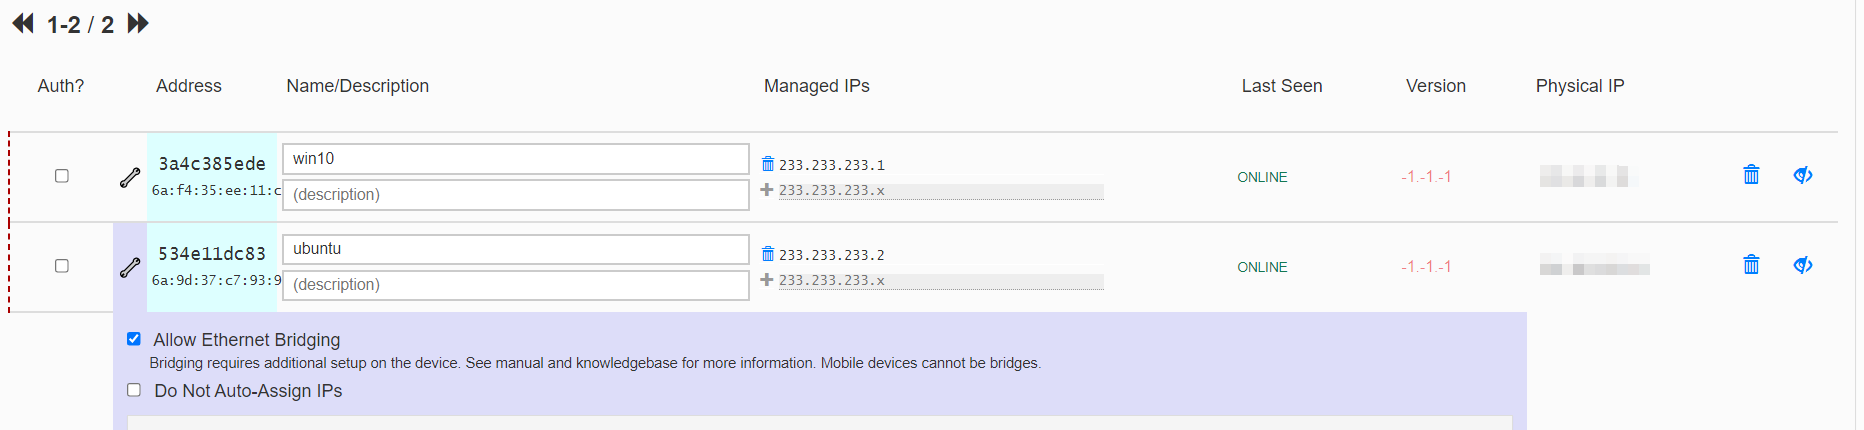 1-2 / 2
Auth? Address Name/Description Managed IPs Last Seen Version Physical IP
3a4c385ede win10 233.233.233.1 ONLINE -1.-1.-1
6a:f4:35:ee:11:c (description) 233.233.233.x
534e11dc83 ubuntu 233.233.233.2 ONLINE -1.-1.-1
6a:9d:37:c7:93:9 (description) 233.233.233.x
Allow Ethernet Bridging
Bridging requires additional setup on the device. See manual and knowledgebase for more information. Mobile devices cannot be bridges.
Do Not Auto-Assign IPs